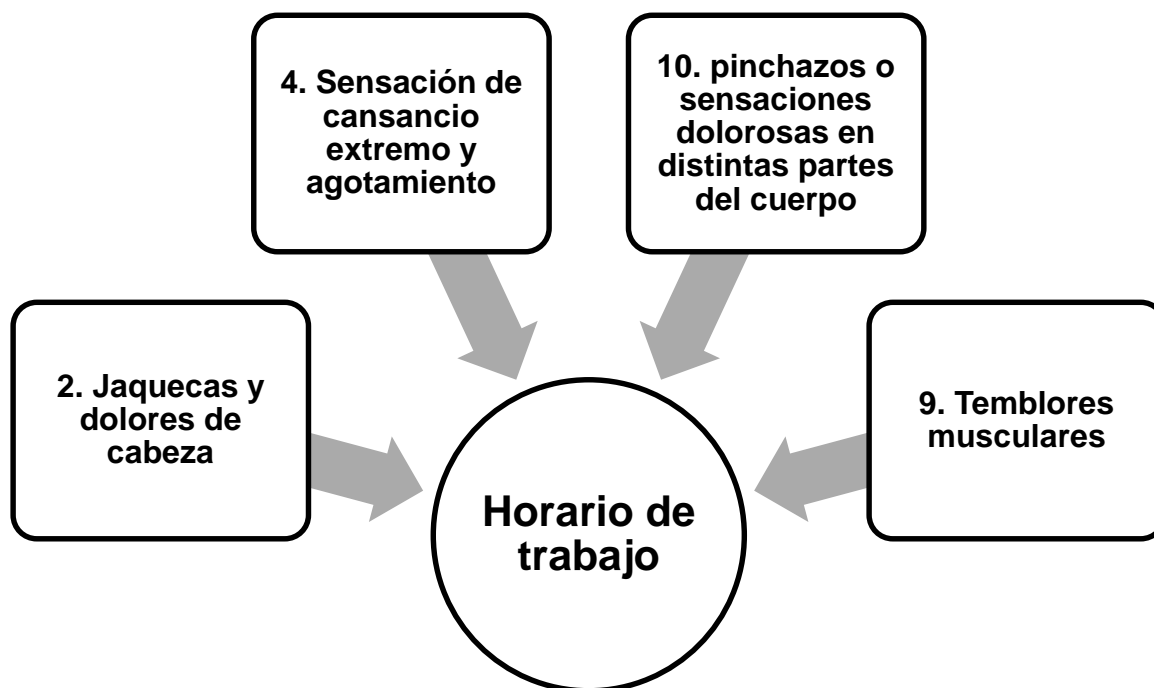 4. Sensación de
cansancio
extremo y
agotamiento
10. pinchazos o
sensaciones
dolorosas en
distintas partes
del cuerpo
2. Jaquecas y
dolores de
cabeza
9. Temblores
musculares
Horario de
trabajo